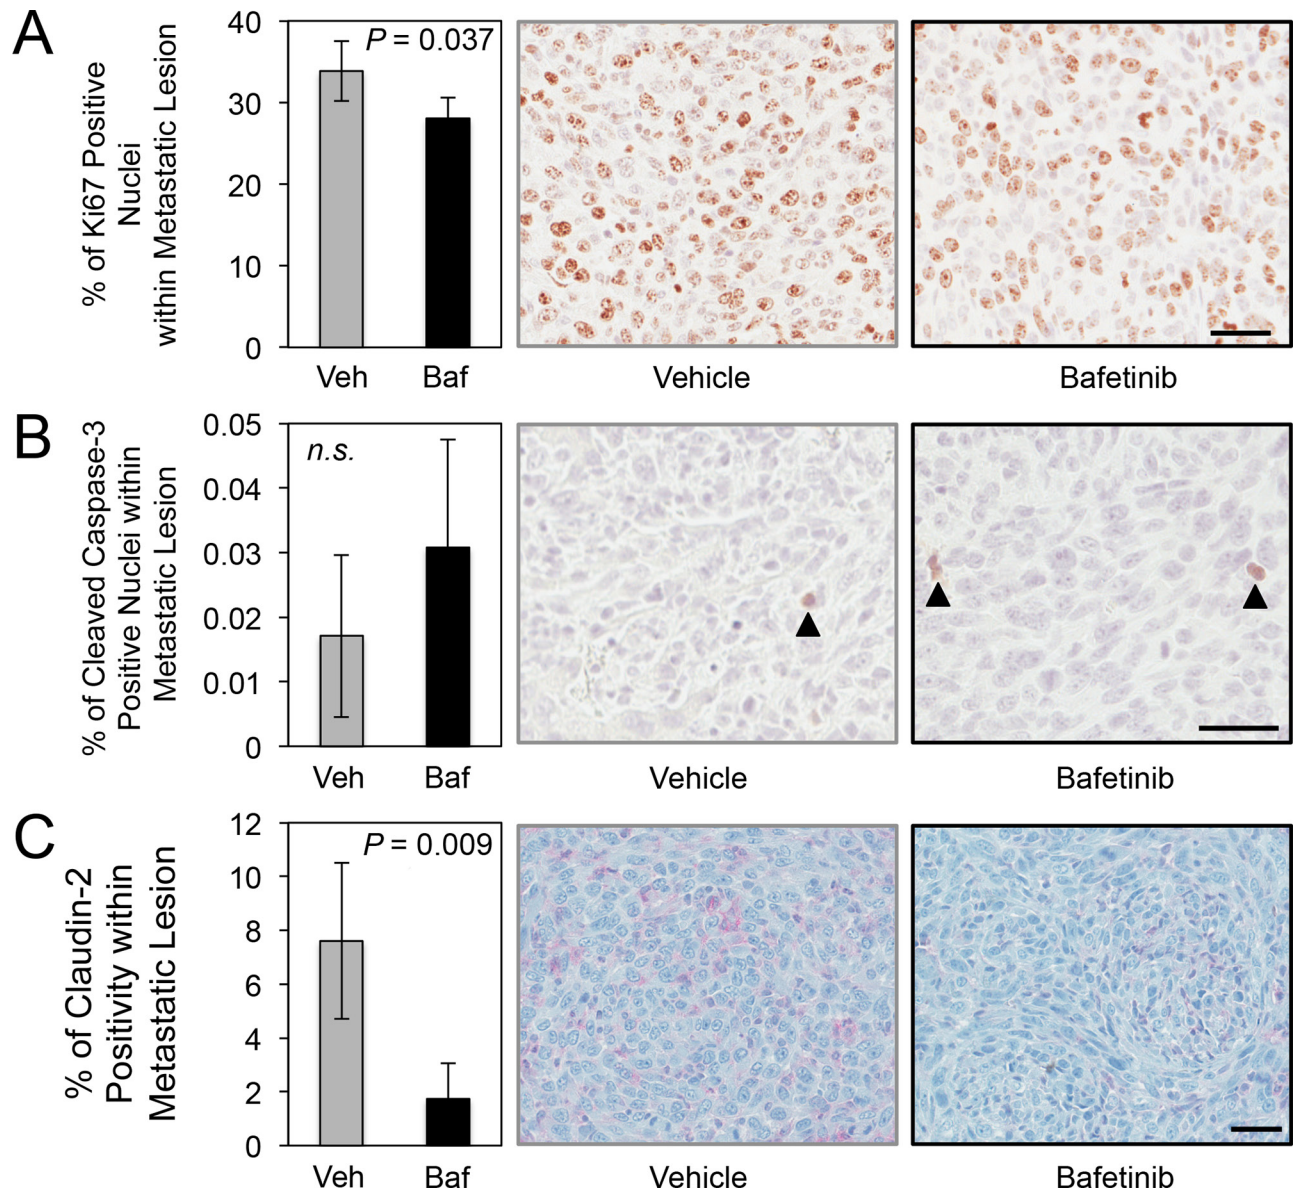 A
% of Ki67 Positive
Nuclei
within Metastatic Lesion
40
30
20
10
0
P = 0.037
Veh
Baf
Vehicle
Bafetinib
B
% of Cleaved Caspase-3
Positive Nuclei within
Metastatic Lesion
0.05
0.04
0.03
0.02
0.01
0
n.s.
Veh
Baf
Vehicle
Bafetinib
C
% of Claudin-2
Positivity within
Metastatic Lesion
12
10
8
6
4
2
0
P = 0.009
Veh
Baf
Vehicle
Bafetinib